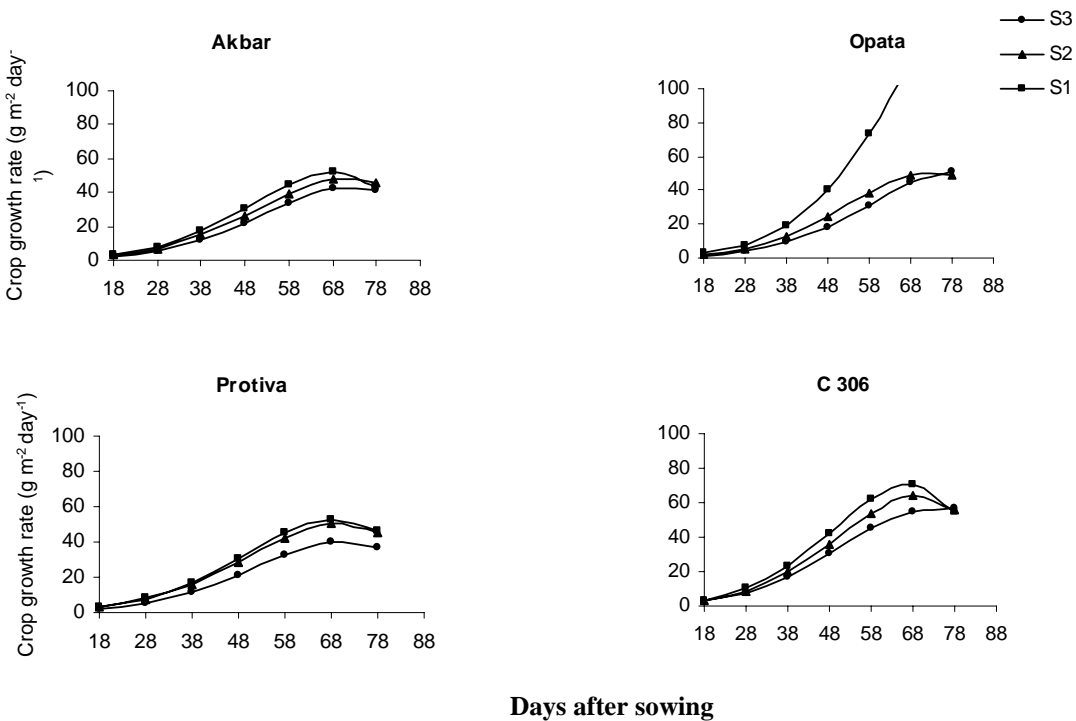 S3
S2
S1
Akbar
Crop growth rate (g m-2 day-
1)
100
80
60
40
20
0
18 28 38 48 58 68 78 88
Opata
100
80
60
40
20
0
18 28 38 48 58 68 78 88
Protiva
Crop growth rate (g m-2 day-1)
100
80
60
40
20
0
18 28 38 48 58 68 78 88
C 306
100
80
60
40
20
0
18 28 38 48 58 68 78 88
Days after sowing